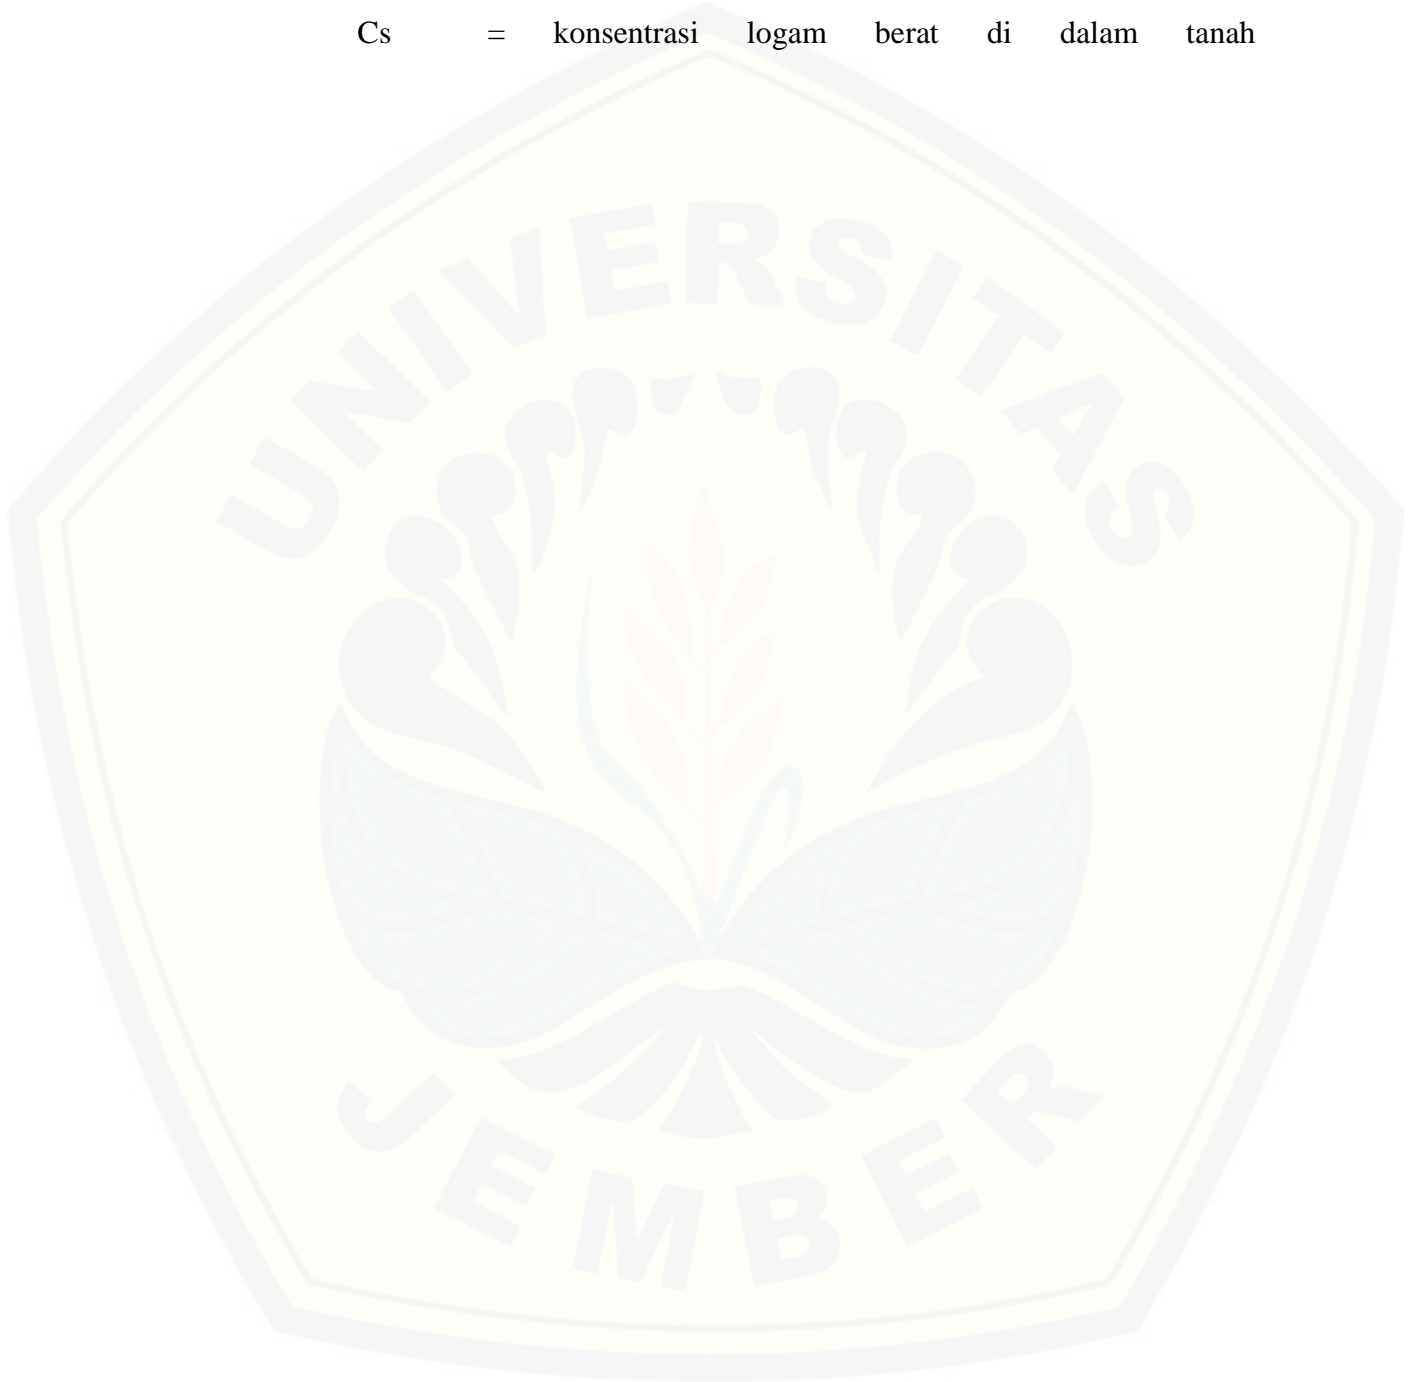 Cs = konsentrasi logam berat di dalam tanah
UNIVERSITAS
JEMBER